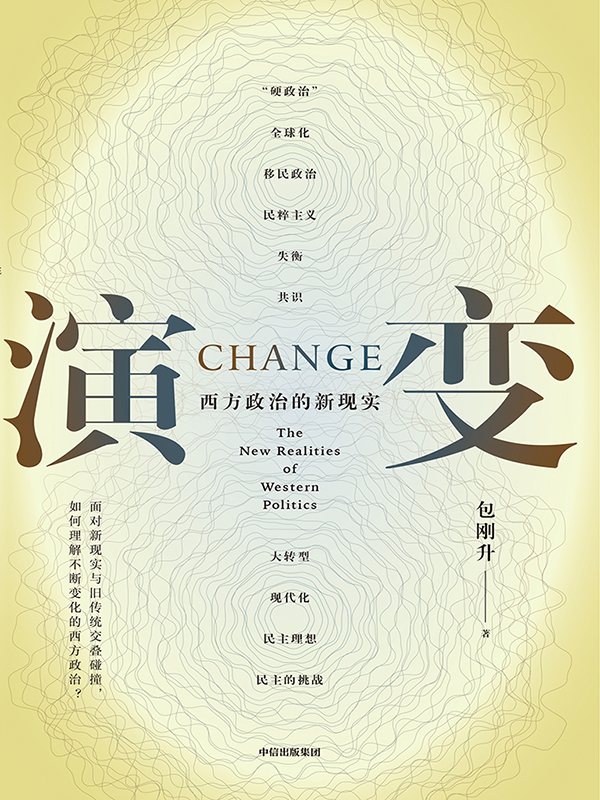 “硬政治”
全球化
移民政治
民粹主义
失衡
共识
演变
CHANGE
西方政治的新现实
The
New Realities
of
Western
Politics
面对新现实与旧传统交叠碰撞，
如何理解不断变化的西方政治？
包刚升
著
大转型
现代化
民主理想
民主的挑战
中信出版集团